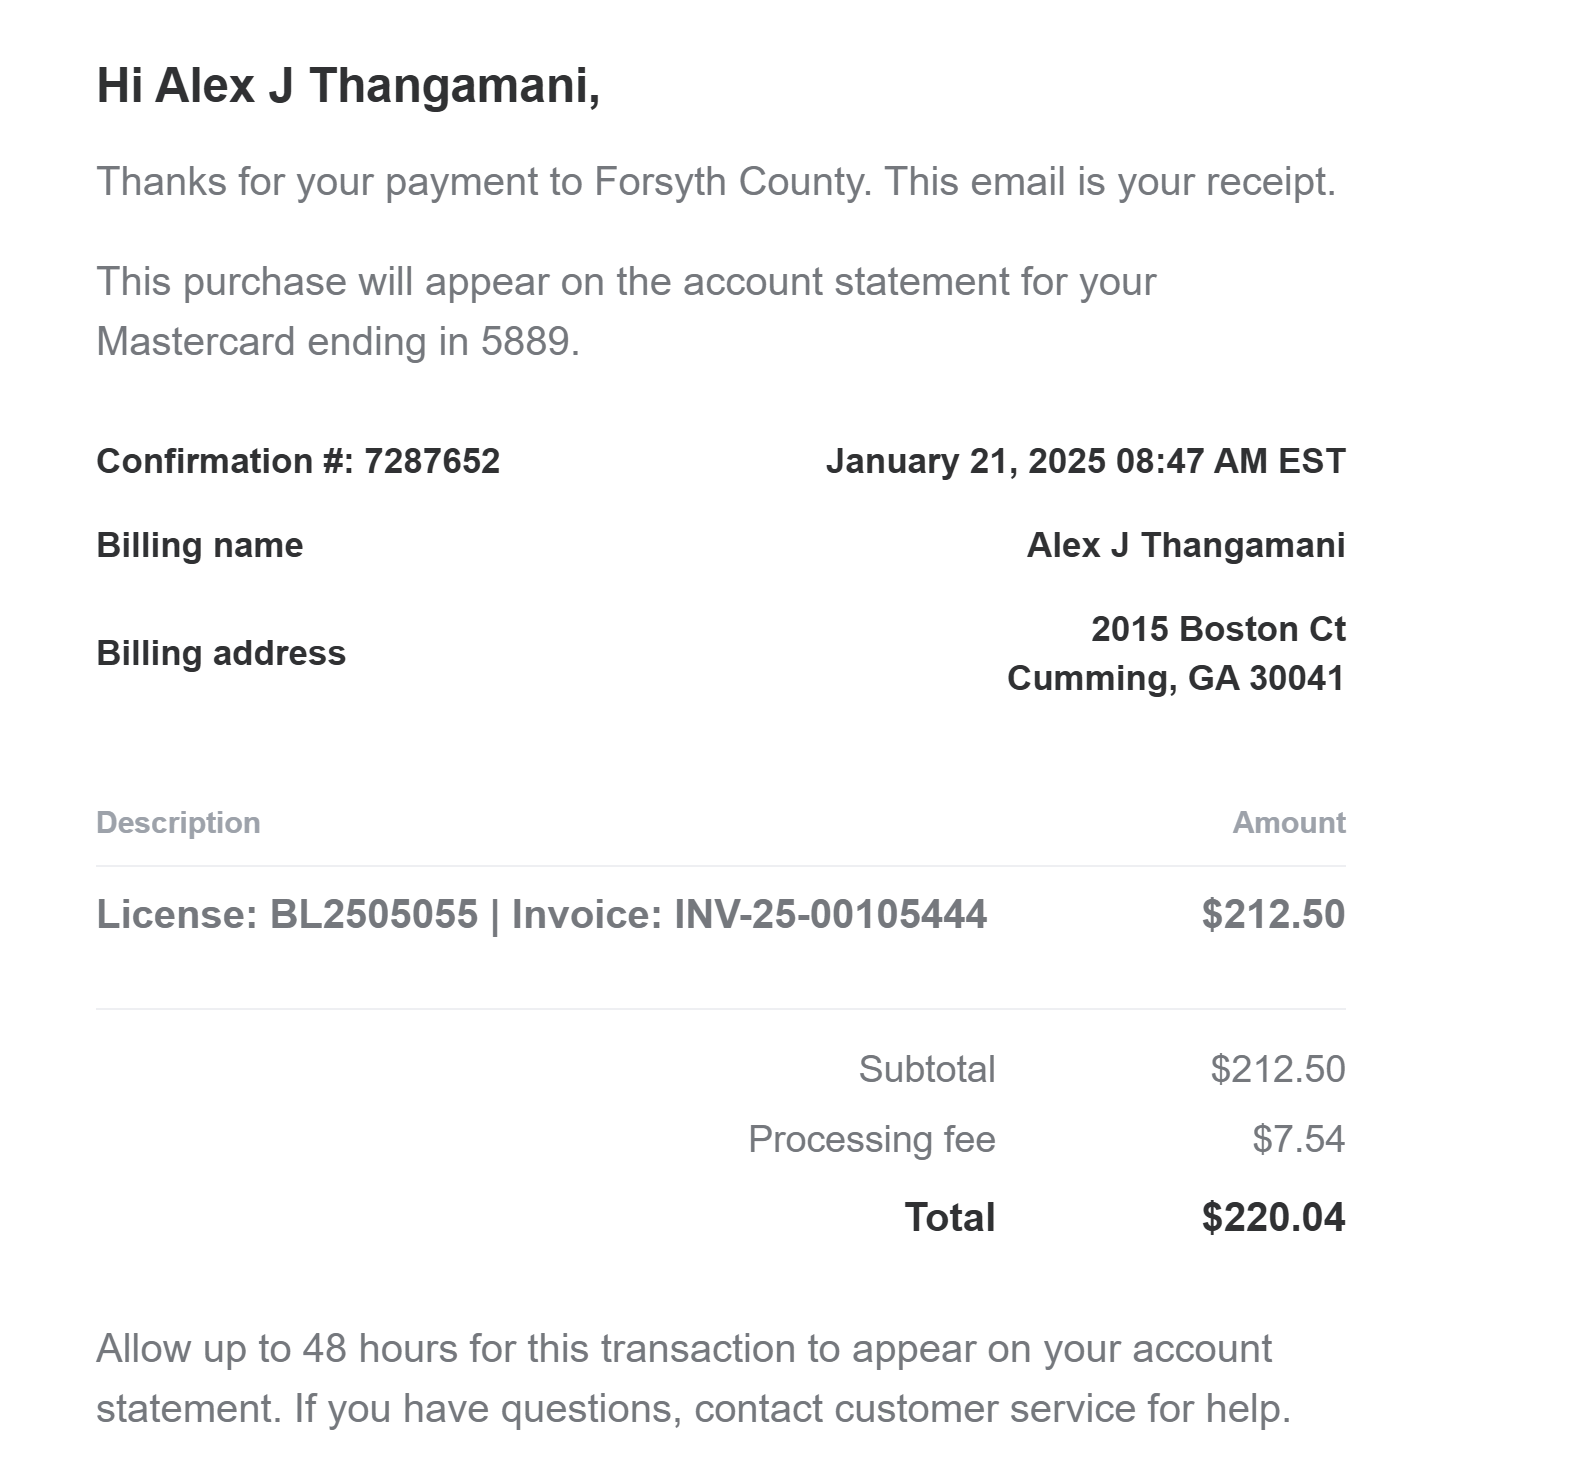 Hi Alex J Thangamani,
Thanks for your payment to Forsyth County. This email is your receipt.
This purchase will appear on the account statement for your
Mastercard ending in 5889.
Confirmation #: 7287652 January 21, 2025 08:47 AM EST
Billing name Alex J Thangamani
Billing address 2015 Boston Ct
Cumming, GA 30041
Description Amount
License: BL2505055 | Invoice: INV-25-00105444 $212.50
Subtotal $212.50
Processing fee $7.54
Total $220.04
Allow up to 48 hours for this transaction to appear on your account
statement. If you have questions, contact customer service for help.